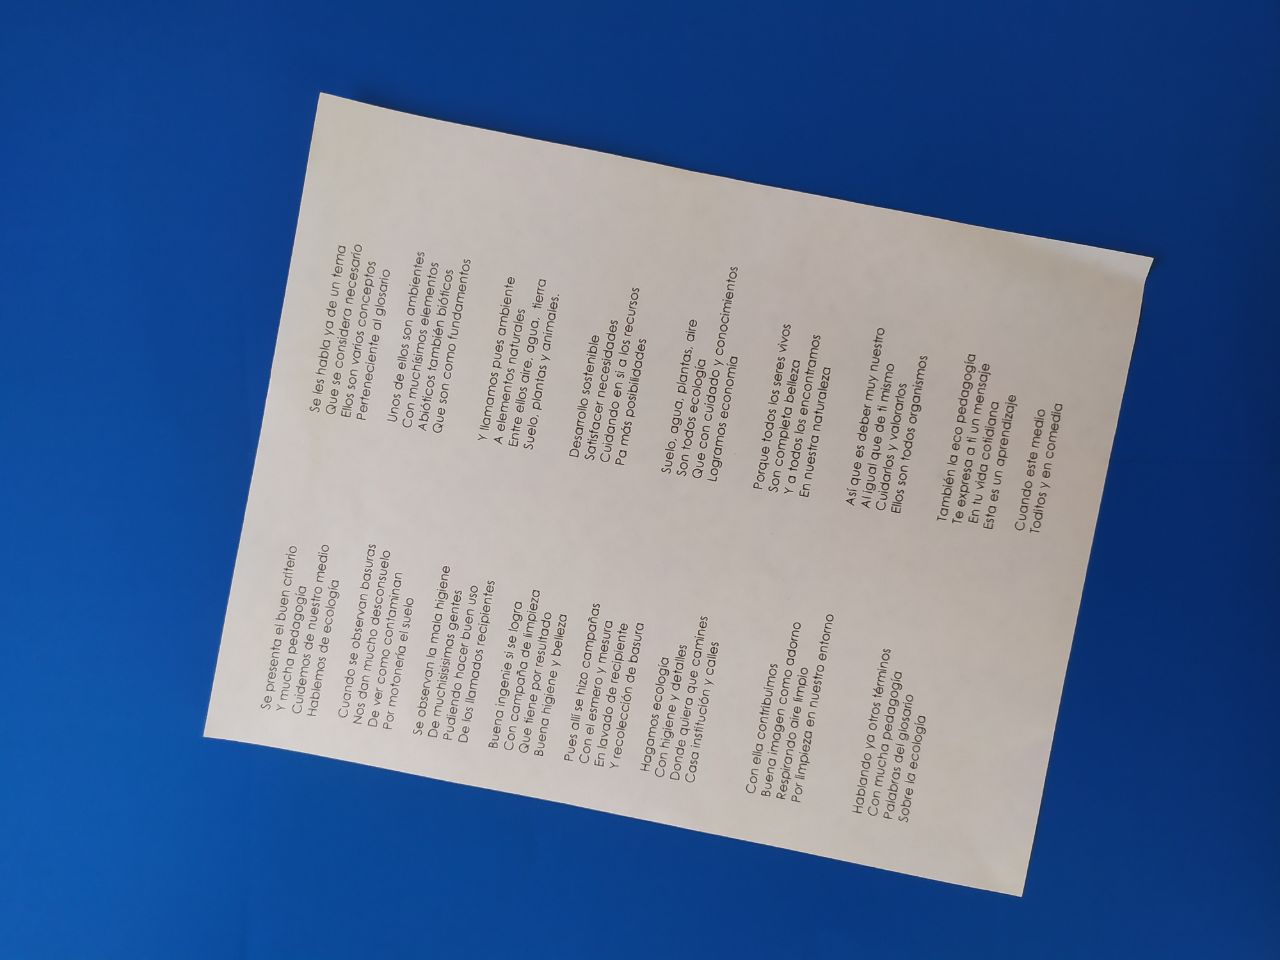 Se presenta el buen criterio
Y mucha pedagogía
Cuidemos de nuestro medio
Hablemos de ecología
Cuando se observan basuras
Nos dan mucho desconsuelo
De ver como contaminan
Por motonería el suelo
Se observan la mala higiene
De muchisísimas gentes
Pudiendo hacer buen uso
De los llamados recipientes
Buena ingenie si se logra
Con campaña de limpieza
Que tiene por resultado
Buena higiene y belleza
Pues allí se hizo campañas
Con el esmero y mesura
En lavado de recipiente
Y recolección de basura
Hagamos ecología
Con higiene y detalles
Donde quiera que camines
Casa institución y calles
Con ella contribuimos
Buena imagen como adorno
Respirando aire limpio
Por limpieza en nuestro entorno
Hablando ya otros términos
Con mucha pedagogía
Palabras del glosario
Sobre la ecología
Se les habla ya de un tema
Que se considera necesario
Ellos son varios conceptos
Perteneciente al glosario
Unos de ellos son ambientes
Con muchísimos elementos
Abióticos también bióticos
Que son como fundamentos
Y llamamos pues ambiente
A elementos naturales
Entre ellos aire, agua, tierra
Suelo, plantas y animales.
Desarrollo sostenible
Satisfacer necesidades
Cuidando en sí a los recursos
Pa más posibilidades
Suelo, agua, plantas, aire
Son todos ecología
Que con cuidado y conocimientos
Logramos economía
Porque todos los seres vivos
Son completa belleza
Y a todos los encontramos
En nuestra naturaleza
Así que es deber muy nuestro
Al igual que de ti mismo
Cuidarlos y valorarlos
Ellos son todos organismos
También la eco pedagogía
Te expresa a ti un mensaje
En tu vida cotidiana
Esta es un aprendizaje
Cuando este medio
Toditos y en comedia